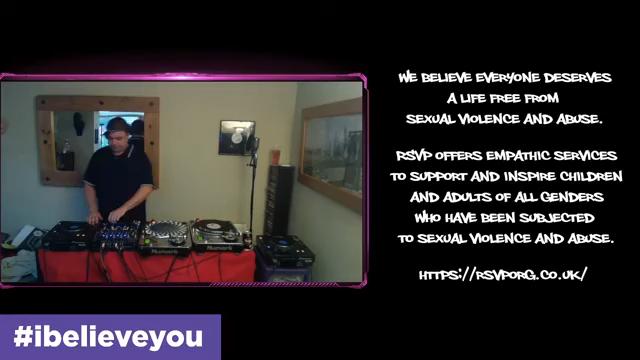 WE BELIEVE EVERYONE DESERVES
A LIFE FREE FROM
SEXUAL VIOLENCE AND ABUSE.
RSVP OFFERS EMPATHIC SERVICES
TO SUPPORT AND INSPIRE CHILDREN
AND ADULTS OF ALL GENDERS
WHO HAVE BEEN SUBJECTED
TO SEXUAL VIOLENCE AND ABUSE.
HTTPS://RSVPORG.CO.UK/
Numark
Numark
#ibelieveyou